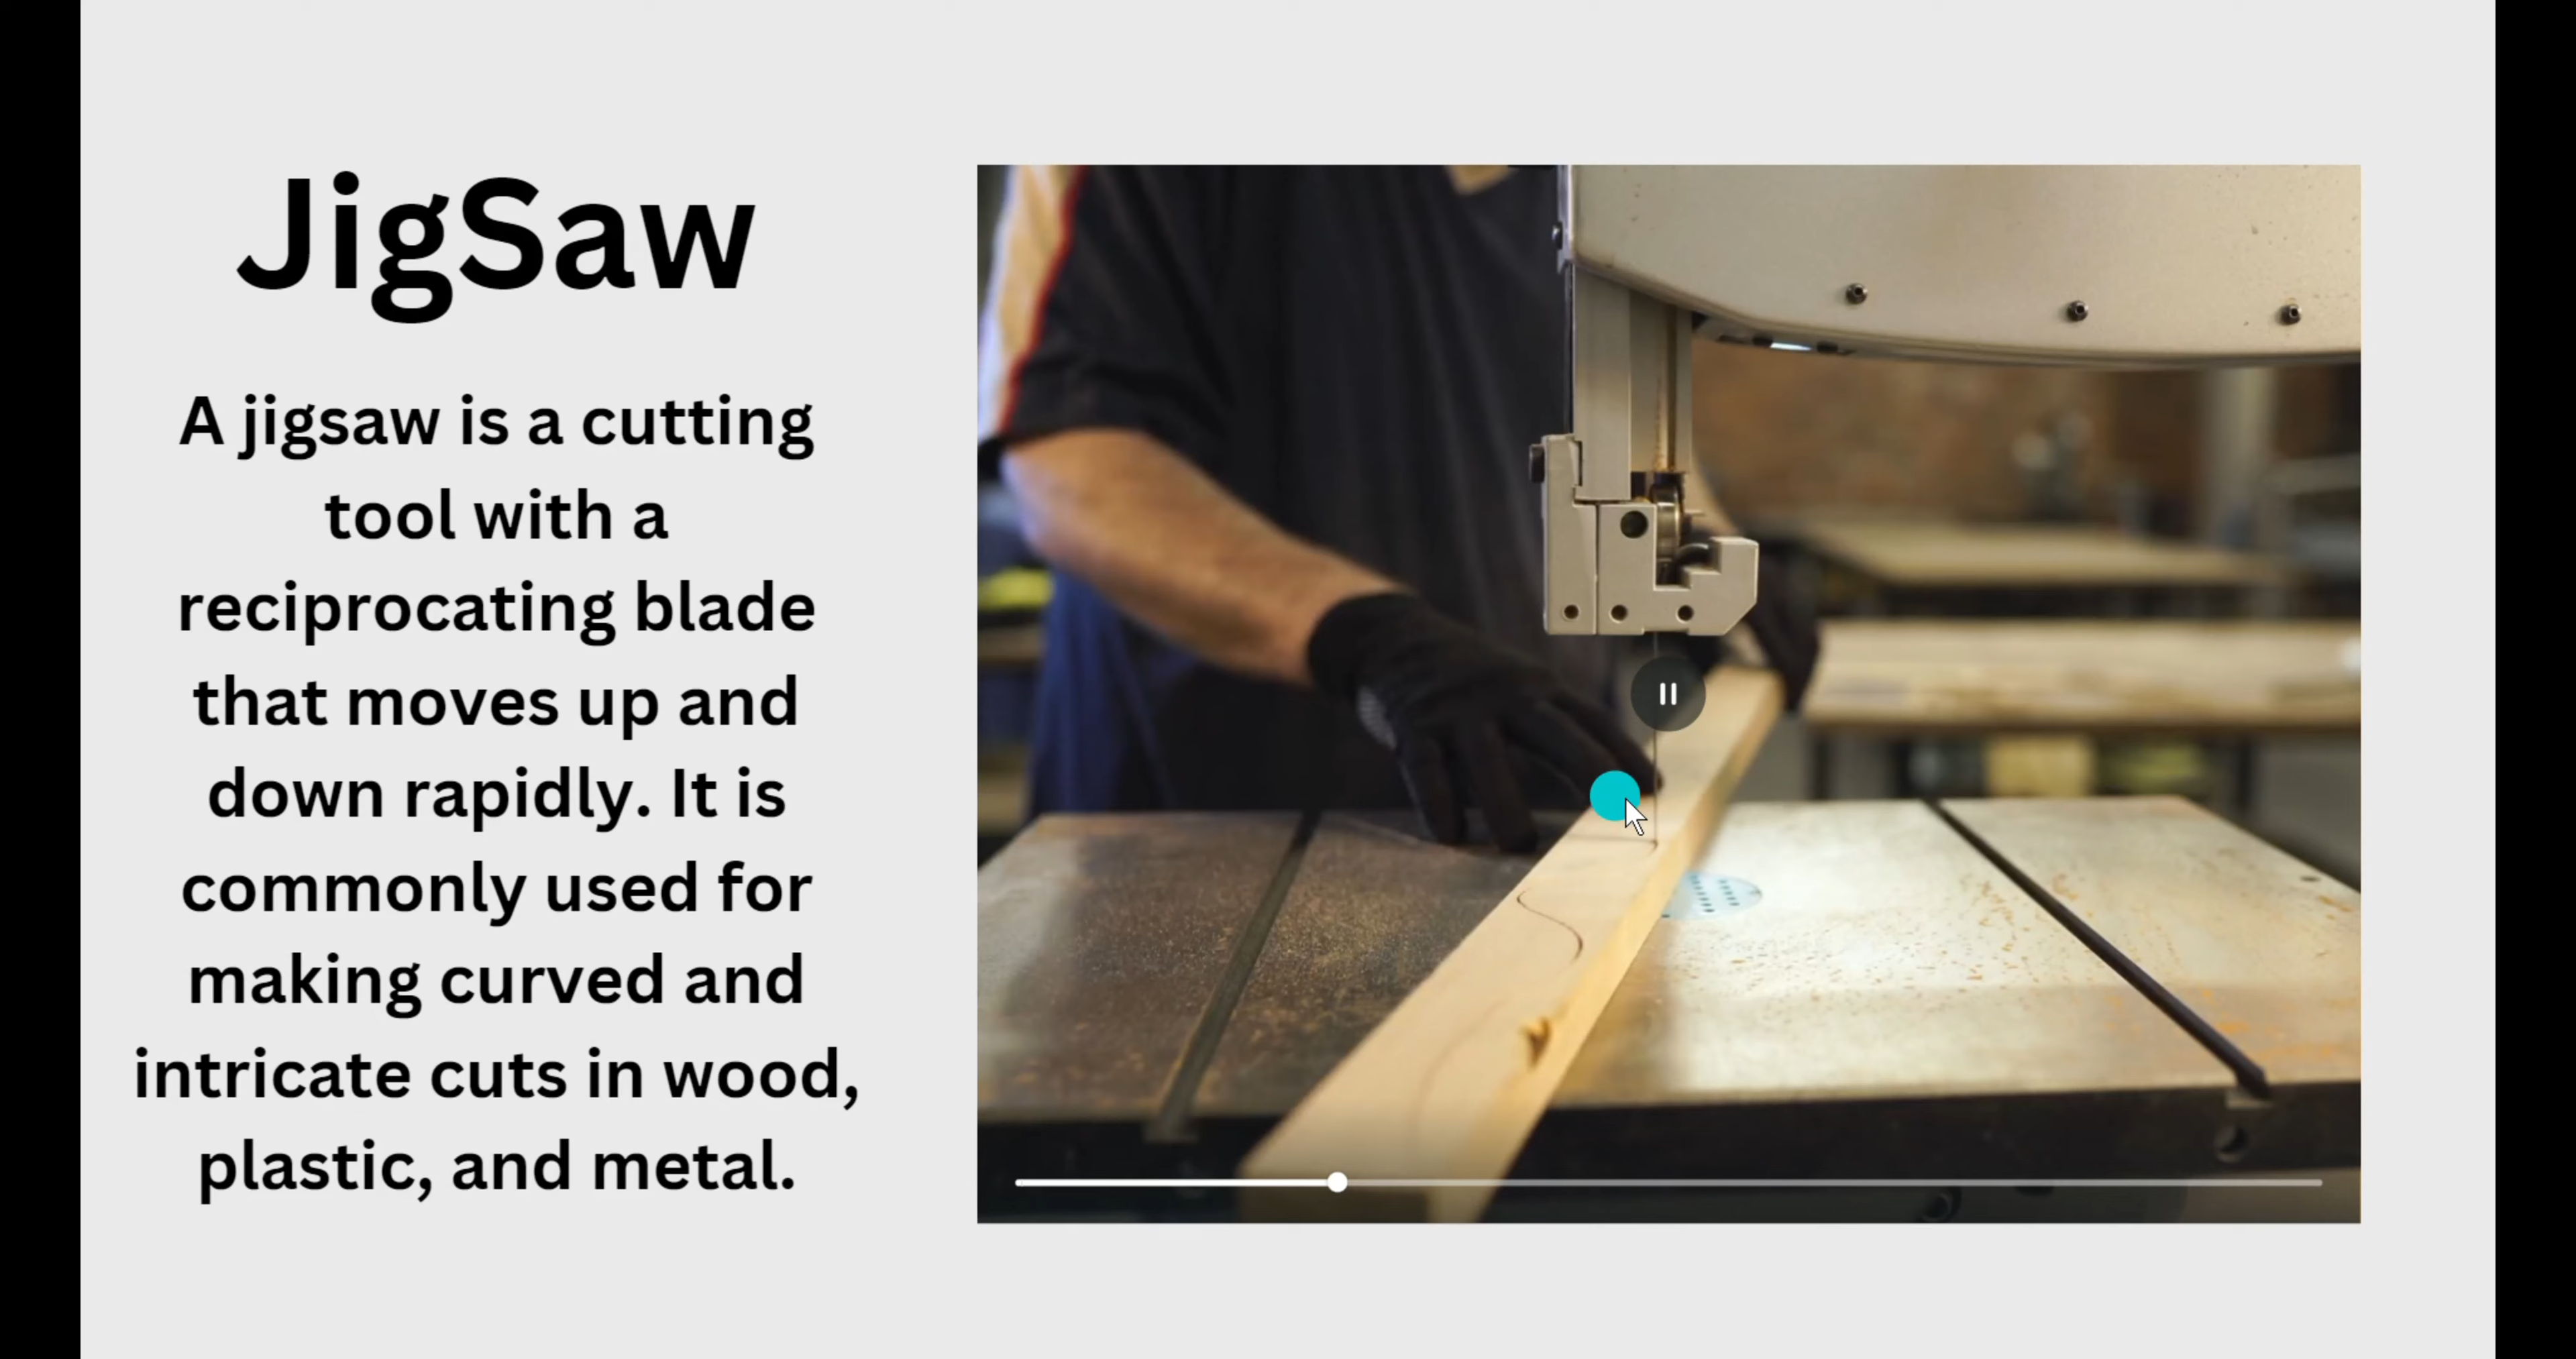 JigSaw
A jigsaw is a cutting
tool with a
reciprocating blade
that moves up and
down rapidly. It is
commonly used for
making curved and
intricate cuts in wood,
plastic, and metal.